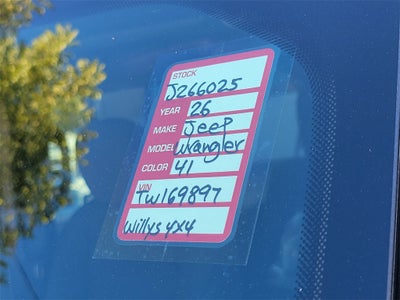 STOCK
J266025
YEAR 26
MAKE Jeep
MODEL Wrangler
COLOR 41
VIN
TW169897
Willys 4x4